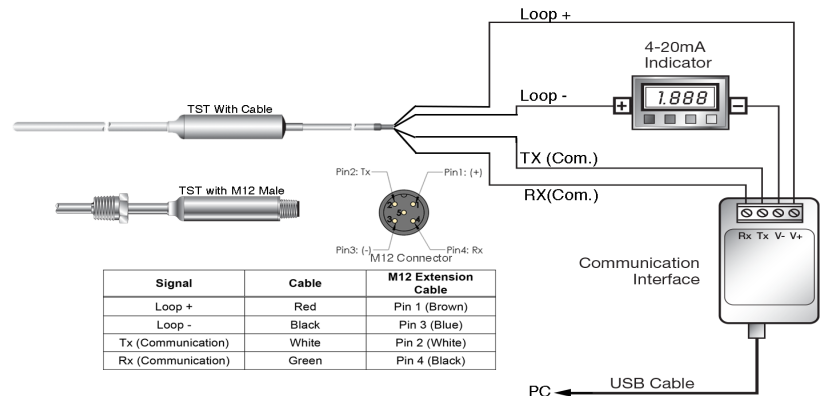 Loop +
4-20mA
Indicator
TST With Cable
Loop -
+
1.888
-
TX (Com.)
RX(Com.)
TST with M12 Male
Pin2: Tx
Pin1: (+)
2
1
5
3
4
Pin3: (-)
Pin4: Rx
M12 Connector
Rx Tx V- V+
Communication
Interface
Signal Cable M12 Extension Cable
Loop + Red Pin 1 (Brown)
Loop - Black Pin 3 (Blue)
Tx (Communication) White Pin 2 (White)
Rx (Communication) Green Pin 4 (Black)
USB Cable
PC